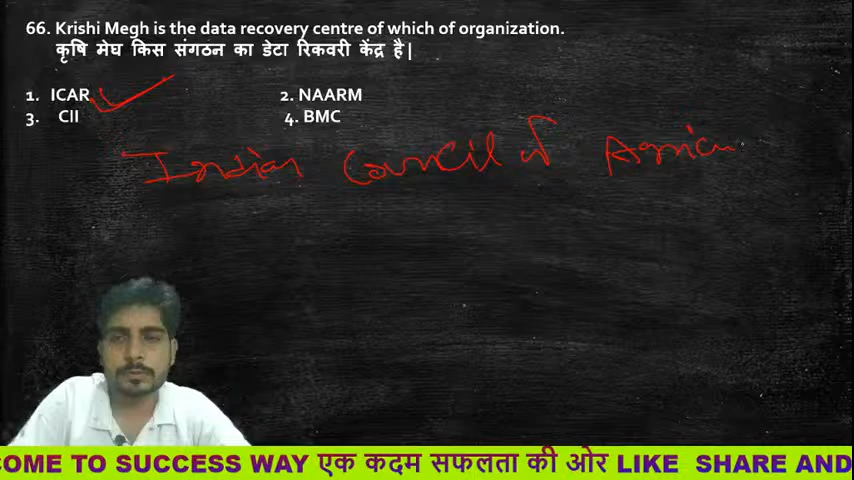 66. Krishi Megh is the data recovery centre of which of organization.
कृषि मेघ किस संगठन का डेटा रिकवरी केंद्र है|
1. ICAR 2. NAARM
3. CII 4. BMC
Indian Council of Agricu
COME TO SUCCESS WAY एक कदम सफलता की ओर LIKE SHARE AND